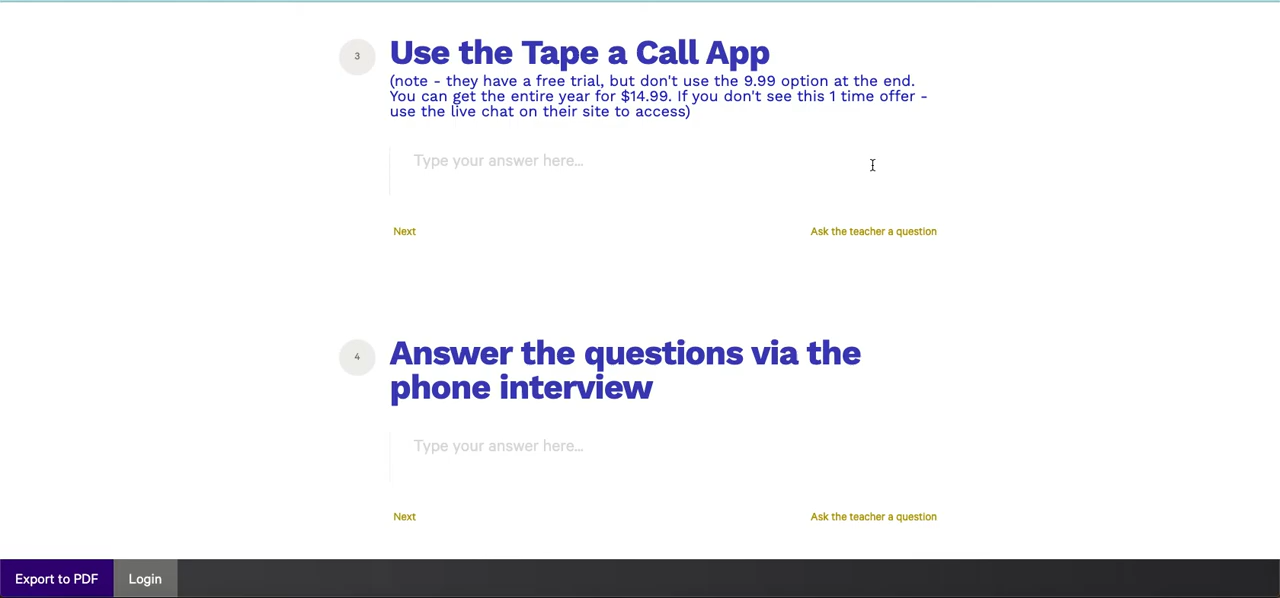 3
Use the Tape a Call App
(note - they have a free trial, but don't use the 9.99 option at the end.
You can get the entire year for $14.99. If you don't see this 1 time offer -
use the live chat on their site to access)
Type your answer here...
Next
Ask the teacher a question
4
Answer the questions via the
phone interview
Type your answer here...
Next
Ask the teacher a question
Export to PDF
Login